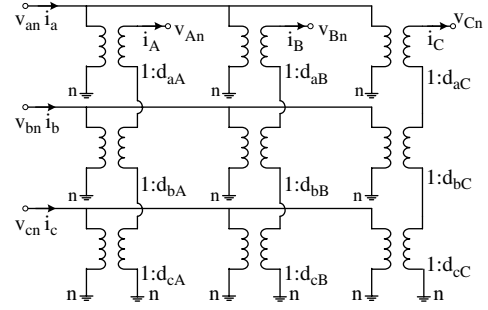 v_an i_a i_A v_An i_B v_Bn i_C v_Cn
1:d_aA 1:d_aB 1:d_aC
n n n
v_bn i_b
1:d_bA 1:d_bB 1:d_bC
n n n
v_cn i_c
1:d_cA 1:d_cB 1:d_cC
n n n n n n